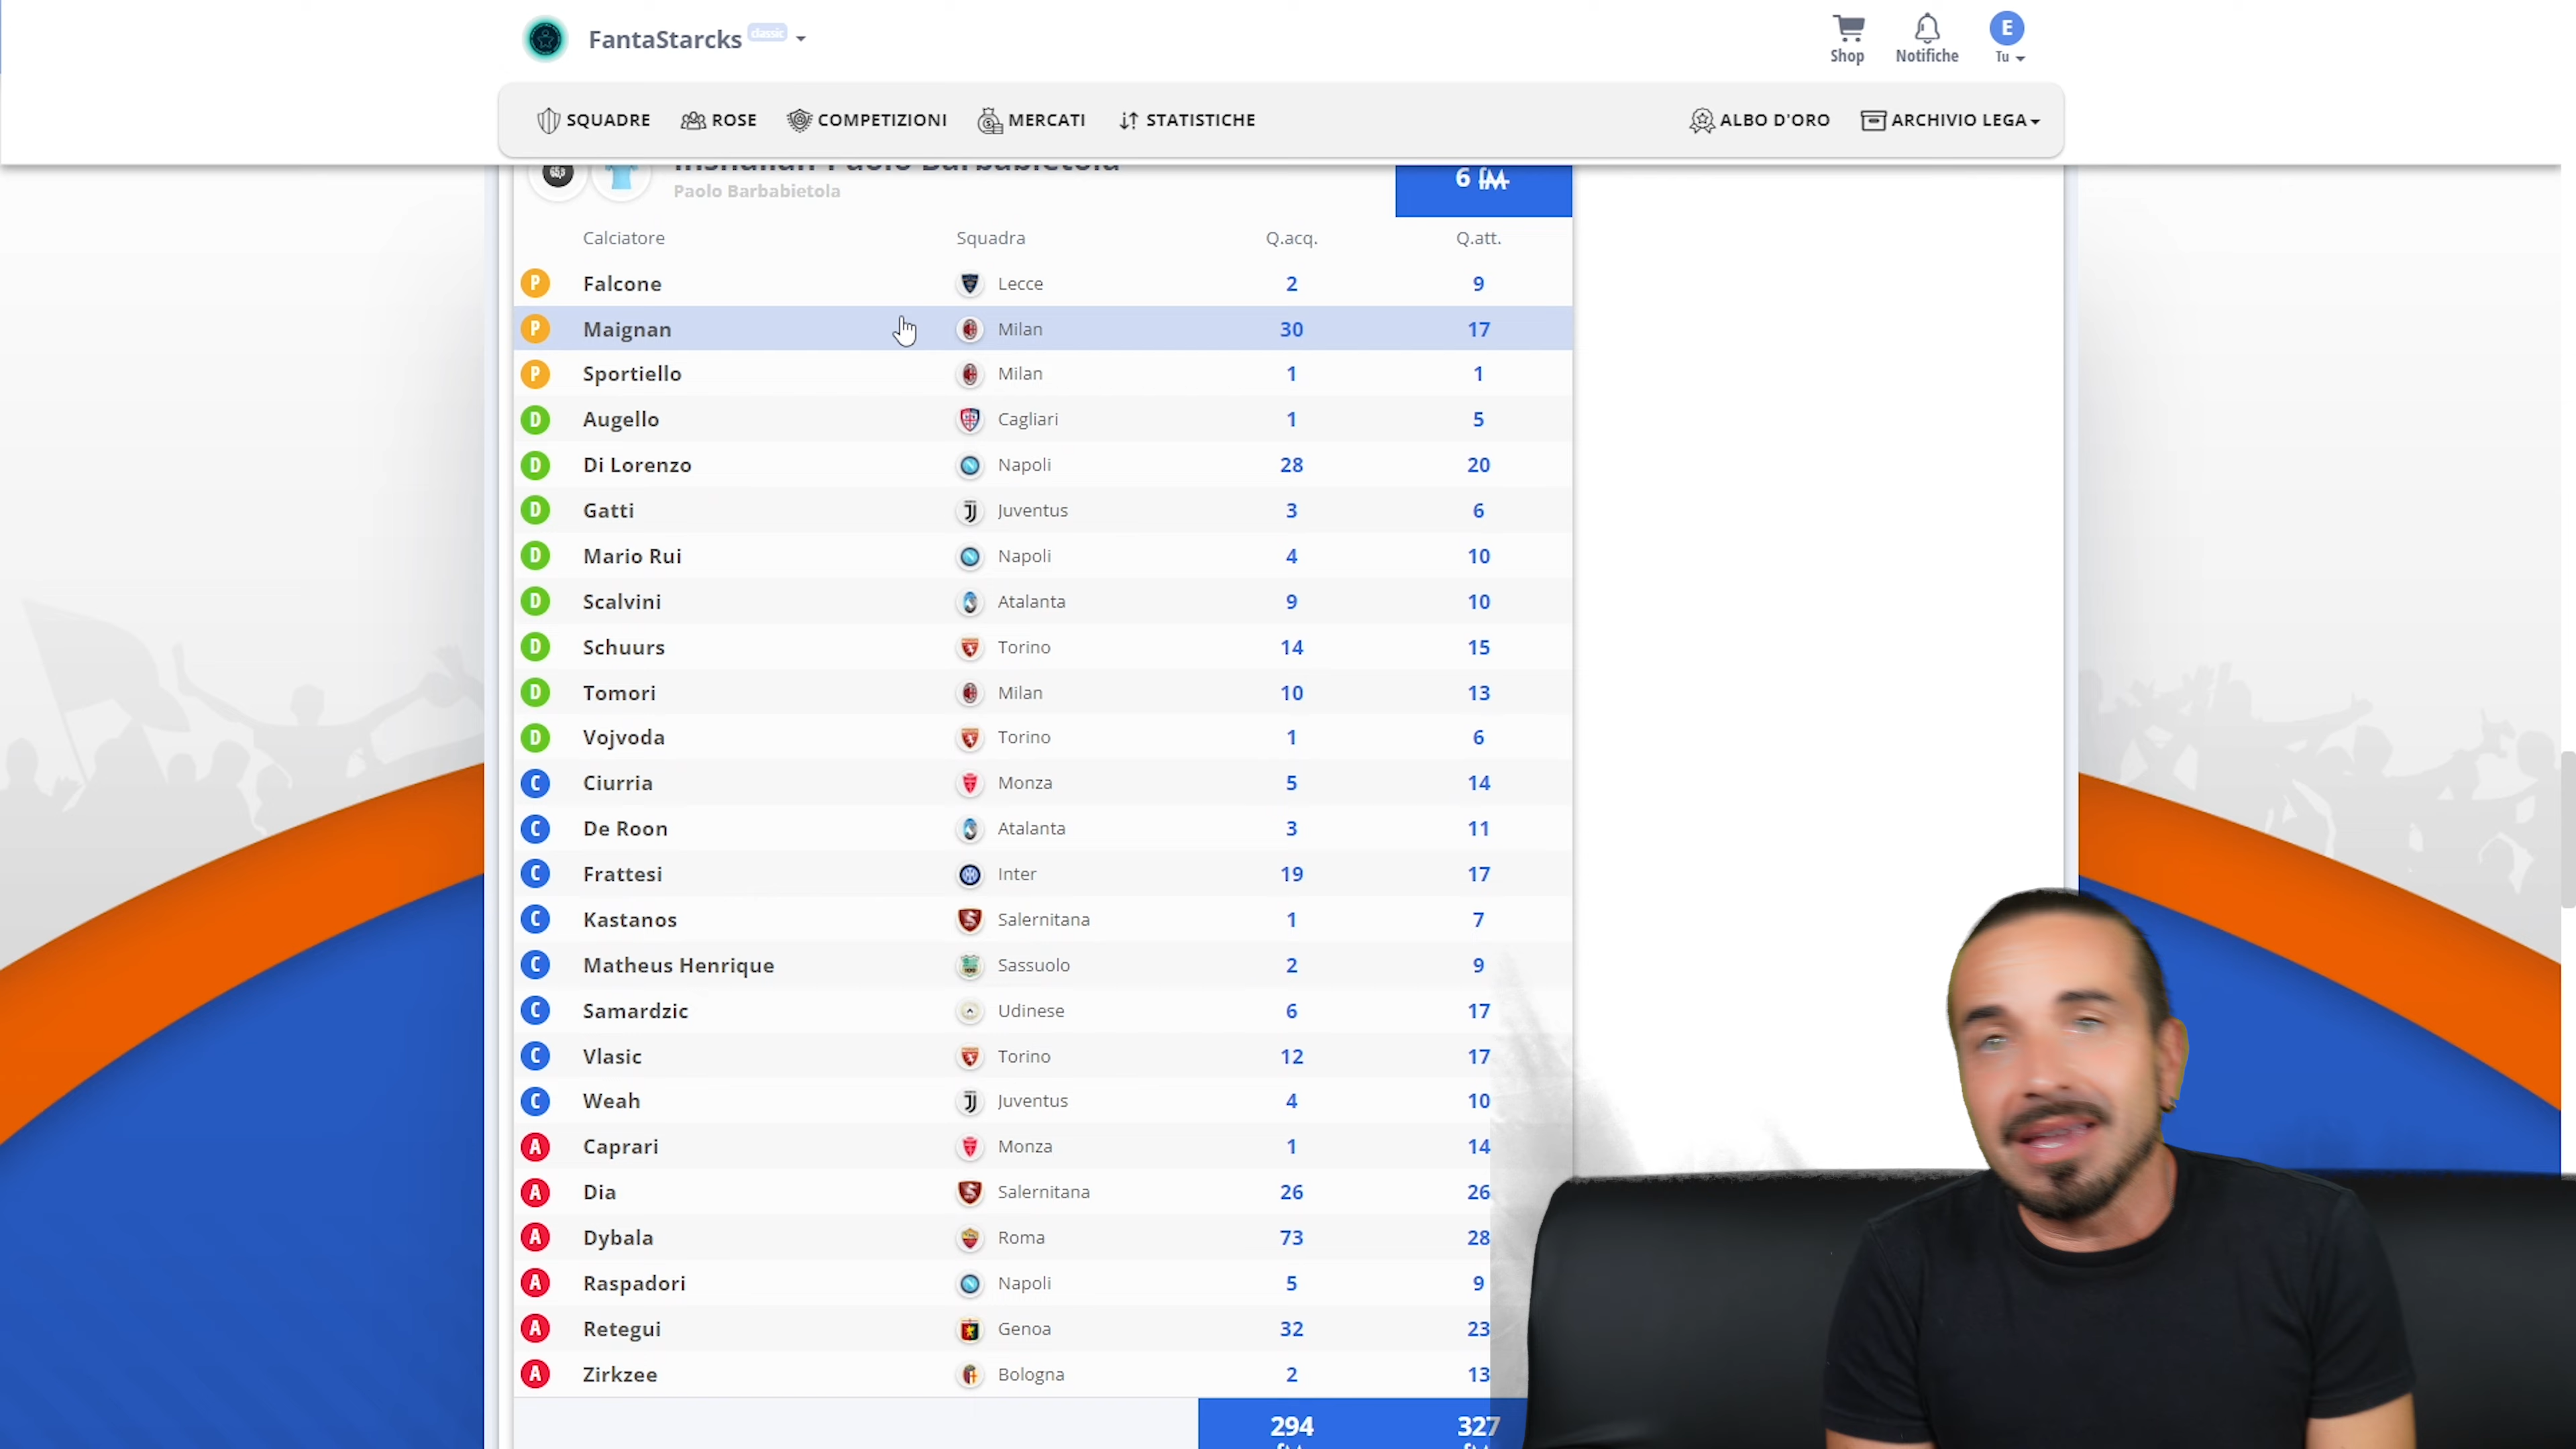 FantaStarcks classic
Shop
Notifiche
E
Tu
SQUADRE ROSE COMPETIZIONI MERCATI STATISTICHE ALBO D'ORO ARCHIVIO LEGA
Inshallah Paolo Barbabietola
Paolo Barbabietola
6 fM
Calciatore Squadra Q.acq. Q.att.
P Falcone Lecce 2 9
P Maignan Milan 30 17
P Sportiello Milan 1 1
D Augello Cagliari 1 5
D Di Lorenzo Napoli 28 20
D Gatti Juventus 3 6
D Mario Rui Napoli 4 10
D Scalvini Atalanta 9 10
D Schuurs Torino 14 15
D Tomori Milan 10 13
D Vojvoda Torino 1 6
C Ciurria Monza 5 14
C De Roon Atalanta 3 11
C Frattesi Inter 19 17
C Kastanos Salernitana 1 7
C Matheus Henrique Sassuolo 2 9
C Samardzic Udinese 6 17
C Vlasic Torino 12 17
C Weah Juventus 4 10
A Caprari Monza 1 14
A Dia Salernitana 26 26
A Dybala Roma 73 28
A Raspadori Napoli 5 9
A Retegui Genoa 32 23
A Zirkzee Bologna 2 13
294 327